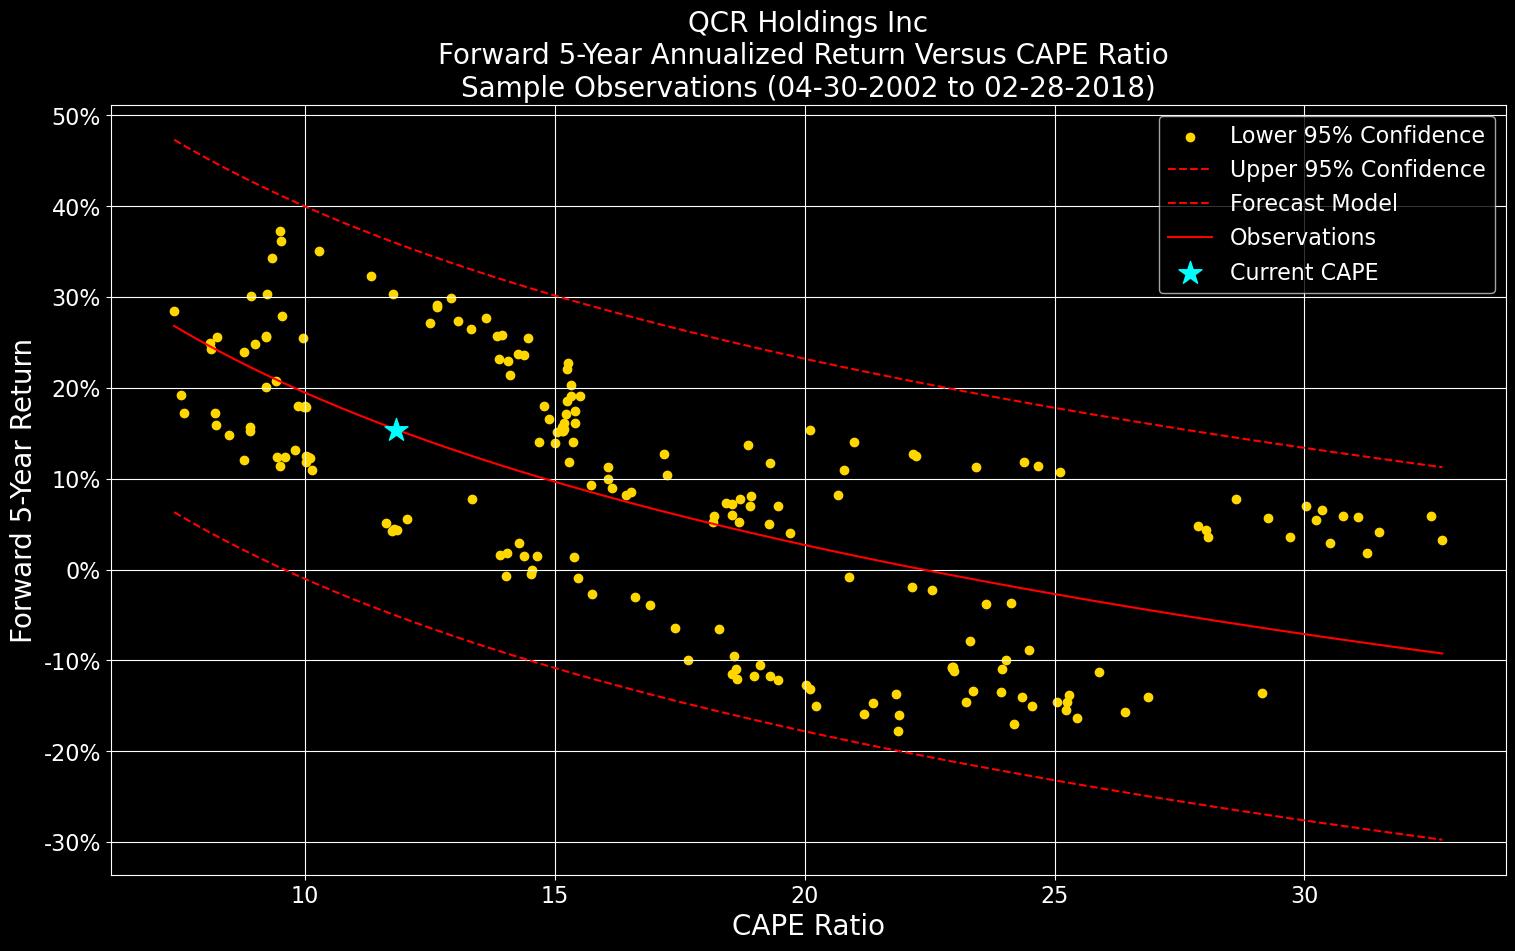 QCR Holdings Inc
Forward 5-Year Annualized Return Versus CAPE Ratio
Sample Observations (04-30-2002 to 02-28-2018)
Lower 95% Confidence
Upper 95% Confidence
Forecast Model
Observations
Current CAPE
Forward 5-Year Return
50%
40%
30%
20%
10%
0%
-10%
-20%
-30%
10 15 20 25 30
CAPE Ratio